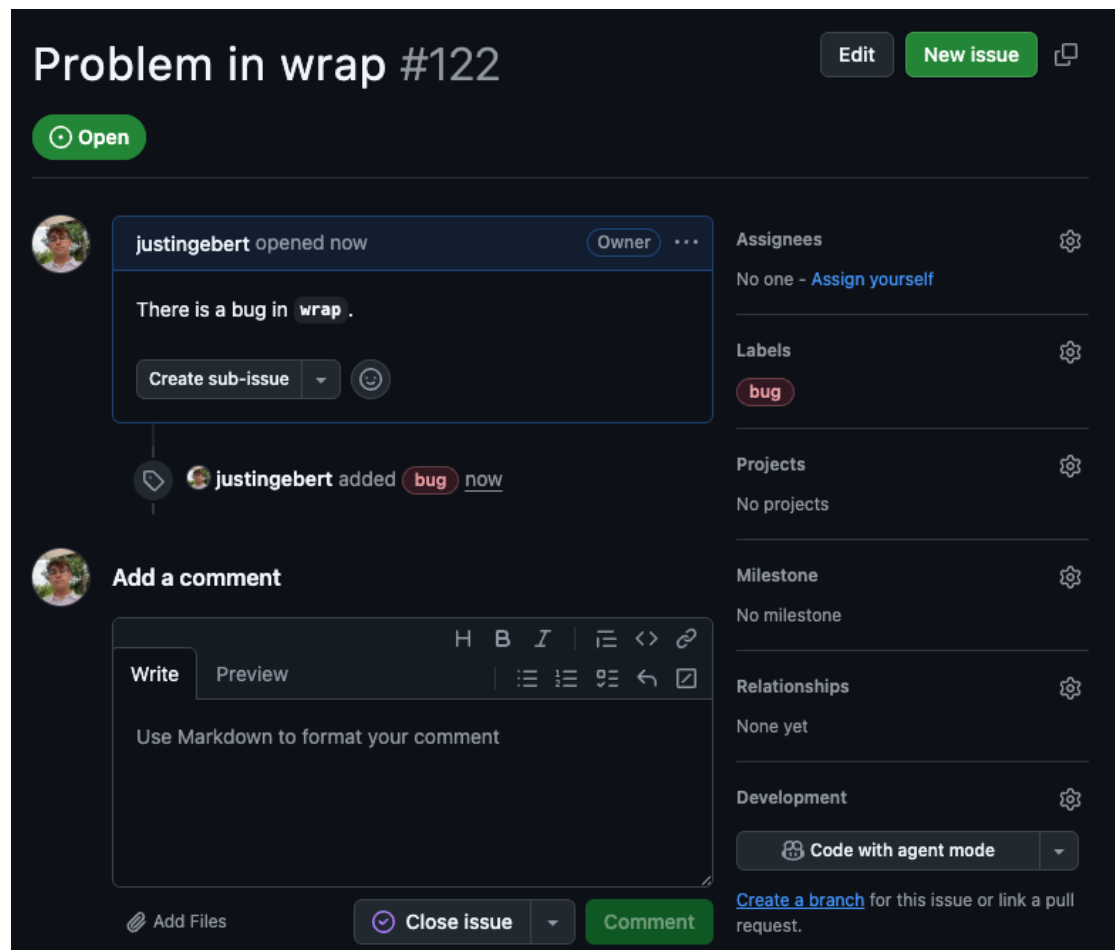 Problem in wrap #122
Edit
New issue
Open
justingebert opened now
Owner
There is a bug in wrap.
Create sub-issue
justingebert added bug now
Add a comment
Write
Preview
Use Markdown to format your comment
Add Files
Close issue
Comment
Assignees
No one - Assign yourself
Labels
bug
Projects
No projects
Milestone
No milestone
Relationships
None yet
Development
Code with agent mode
Create a branch for this issue or link a pull
request.